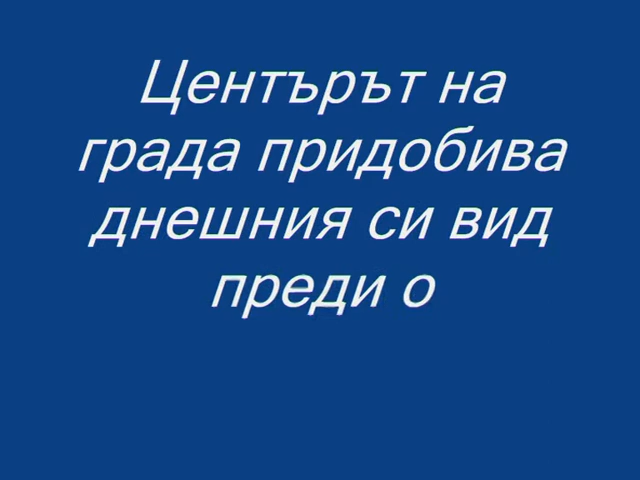 Центърът на
града придобива
днешния си вид
преди о